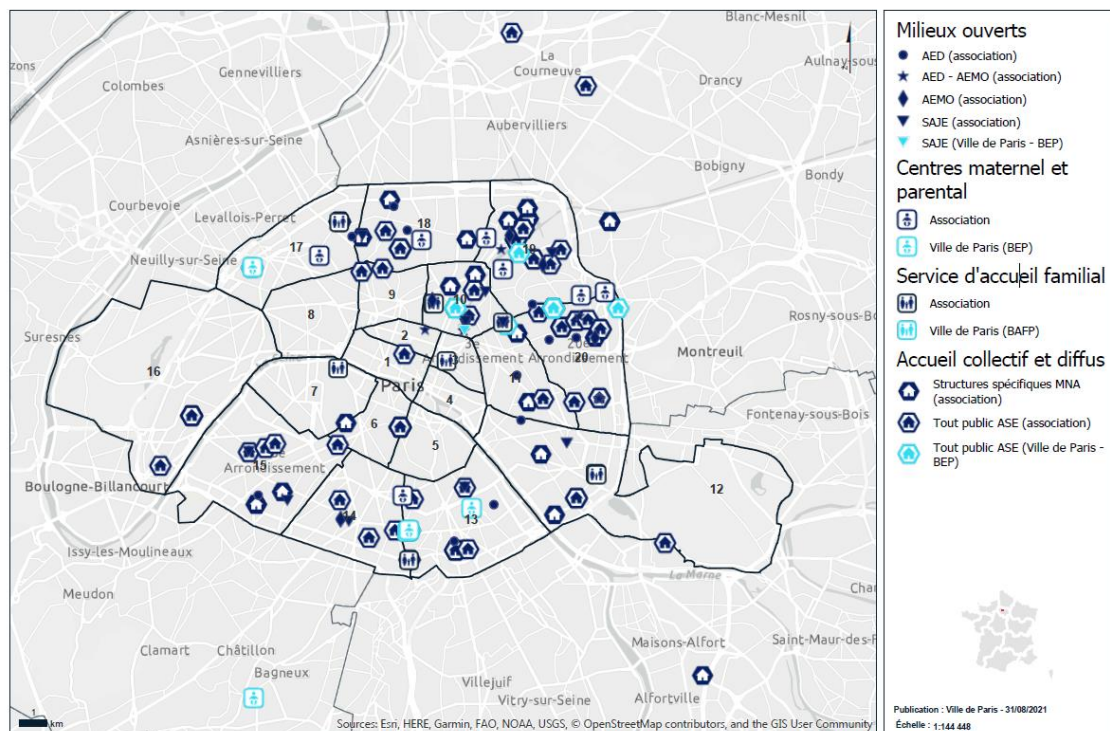 Blanc-Mesnil
La
Courneuve
Aulnay-sous-
zons
Gennevilliers
Colombes
Drancy
Aubervilliers
Asnières-sur-Seine
Bobigny
Bondy
Courbevoie
Levallois-Perret
18
17
19
Neuilly-sur-Seine
9
10
8
Rosny-sous-Bo
Suresnes
2
3e
20e
Arrondissement
Arrondissement
20
Montreuil
16
1
Seine
7
Paris
3
11
4
Fontenay-sous-Bois
6
5
15
Arrondissement
12
Boulogne-Billancourt
14
13
Issy-les-Moulineaux
La Marne
Cha
Meudon
Maisons-Alfort
Saint-Maur-des-F
Clamart
Châtillon
Bagneux
Villejuif
Vitry-sur-Seine
Alfortville
1
km
Sources: Esri, HERE, Garmin, FAO, NOAA, USGS, © OpenStreetMap contributors, and the GIS User Community
Milieux ouverts
AED (association)
AED - AEMO (association)
AEMO (association)
SAJE (association)
SAJE (Ville de Paris - BEP)
Centres maternel et
parental
Association
Ville de Paris (BEP)
Service d'accueil familial
Association
Ville de Paris (BAFP)
Accueil collectif et diffus
Structures spécifiques MNA
(association)
Tout public ASE (association)
Tout public ASE (Ville de Paris -
BEP)
Publication : Ville de Paris - 31/08/2021
Échelle : 1:144 448